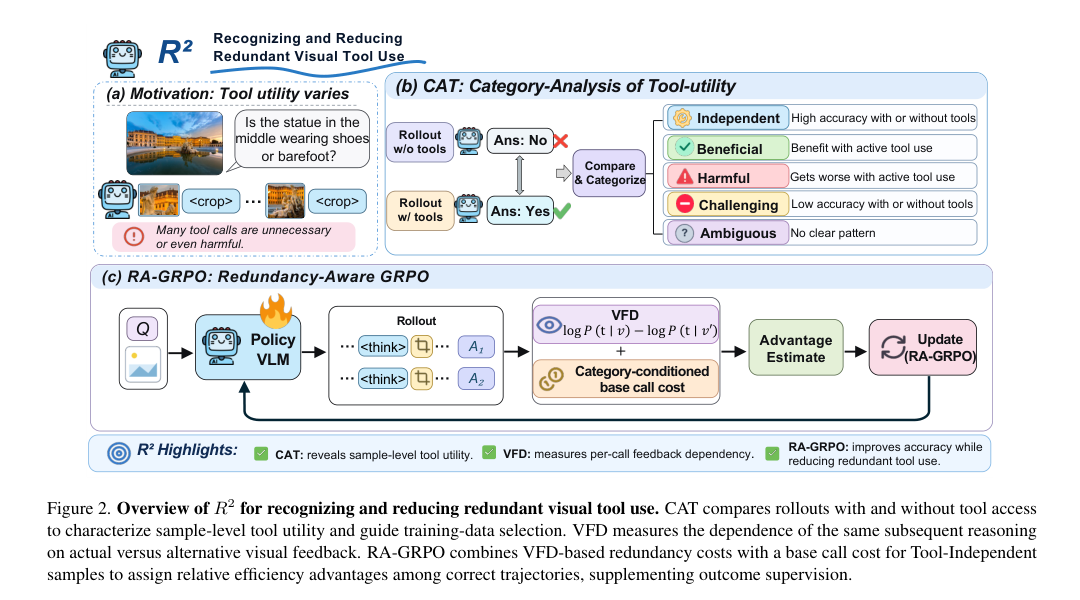 R²
Recognizing and Reducing
Redundant Visual Tool Use
(a) Motivation: Tool utility varies
Is the statue in the
middle wearing shoes
or barefoot?
<crop> ... <crop>
Many tool calls are unnecessary
or even harmful.
(b) CAT: Category-Analysis of Tool-utility
Rollout
w/o tools
Ans: No
Rollout
w/ tools
Ans: Yes
Compare
& Categorize
Independent High accuracy with or without tools
Beneficial Benefit with active tool use
Harmful Gets worse with active tool use
Challenging Low accuracy with or without tools
? Ambiguous No clear pattern
(c) RA-GRPO: Redundancy-Aware GRPO
Q
Policy
VLM
Rollout
... <think> ... A₁
... <think> ... A₂
VFD
log P (t | v) − log P (t | v′)
+
Category-conditioned
base call cost
Advantage
Estimate
Update
(RA-GRPO)
R² Highlights:
CAT: reveals sample-level tool utility.
VFD: measures per-call feedback dependency.
RA-GRPO: improves accuracy while
reducing redundant tool use.
Figure 2. Overview of R² for recognizing and reducing redundant visual tool use. CAT compares rollouts with and without tool access
to characterize sample-level tool utility and guide training-data selection. VFD measures the dependence of the same subsequent reasoning
on actual versus alternative visual feedback. RA-GRPO combines VFD-based redundancy costs with a base call cost for Tool-Independent
samples to assign relative efficiency advantages among correct trajectories, supplementing outcome supervision.